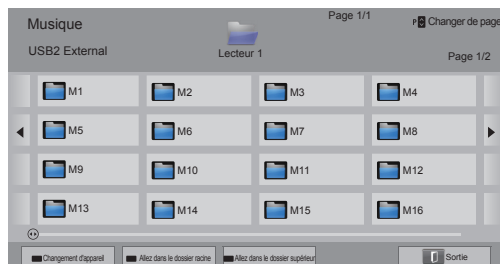 Musique
Page 1/1
P Changer de page
USB2 External
Lecteur 1
Page 1/2
M1 M2 M3 M4
M5 M6 M7 M8
M9 M10 M11 M12
M13 M14 M15 M16
Changement d'appareil Allez dans le dossier racine Allez dans le dossier supérieur Sortie